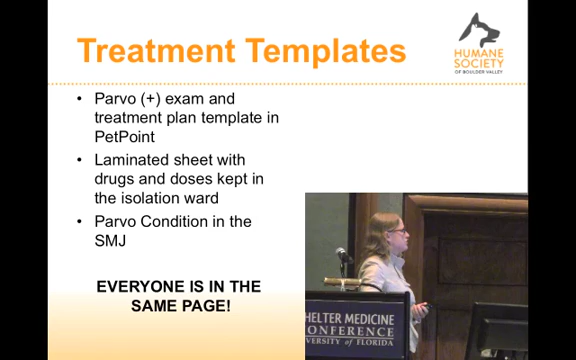 Treatment Templates
HUMANE
SOCIETY
OF BOULDER VALLEY
• Parvo (+) exam and
treatment plan template in
PetPoint
• Laminated sheet with
drugs and doses kept in
the isolation ward
• Parvo Condition in the
SMJ
EVERYONE IS IN THE
SAME PAGE!
HELTER MEDICINE
CONFERENCE
VERSITY of FLORIDA